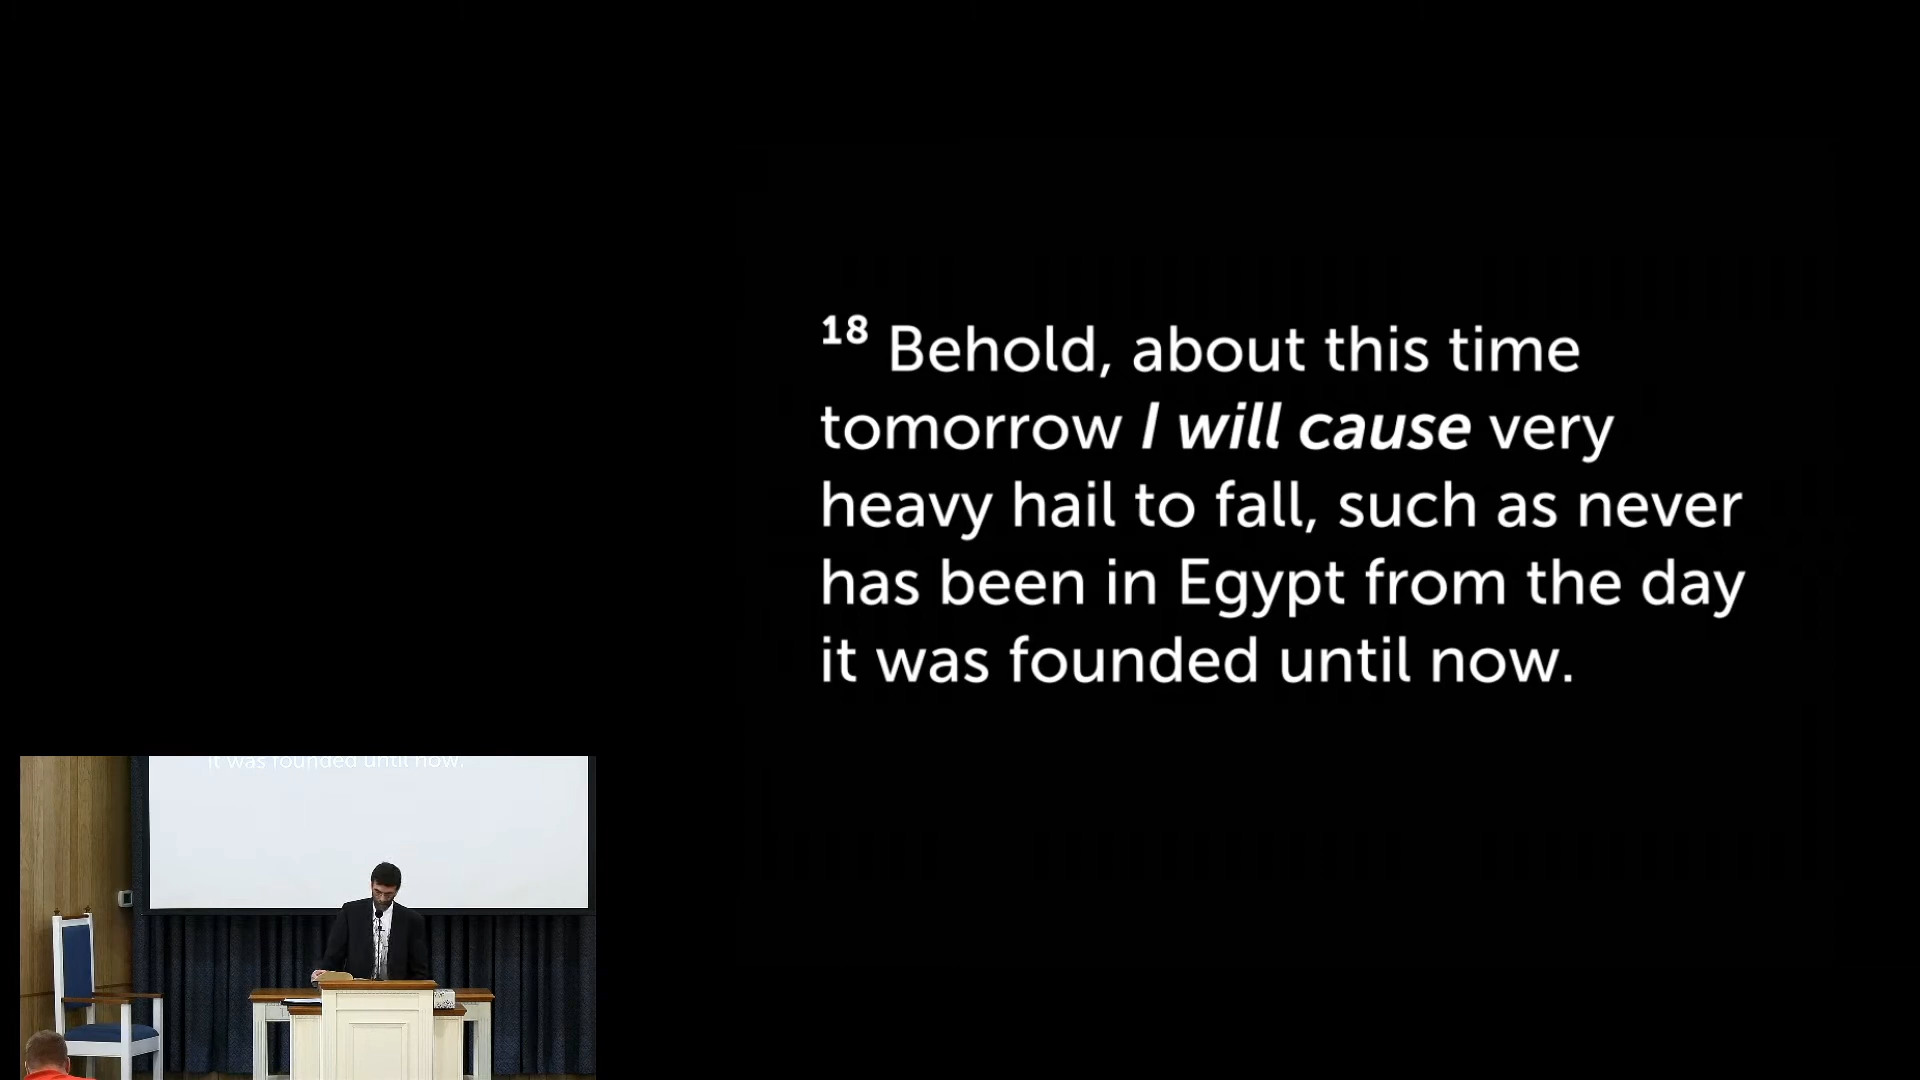 18 Behold, about this time
tomorrow I will cause very
heavy hail to fall, such as never
has been in Egypt from the day
it was founded until now.
it was founded until now.